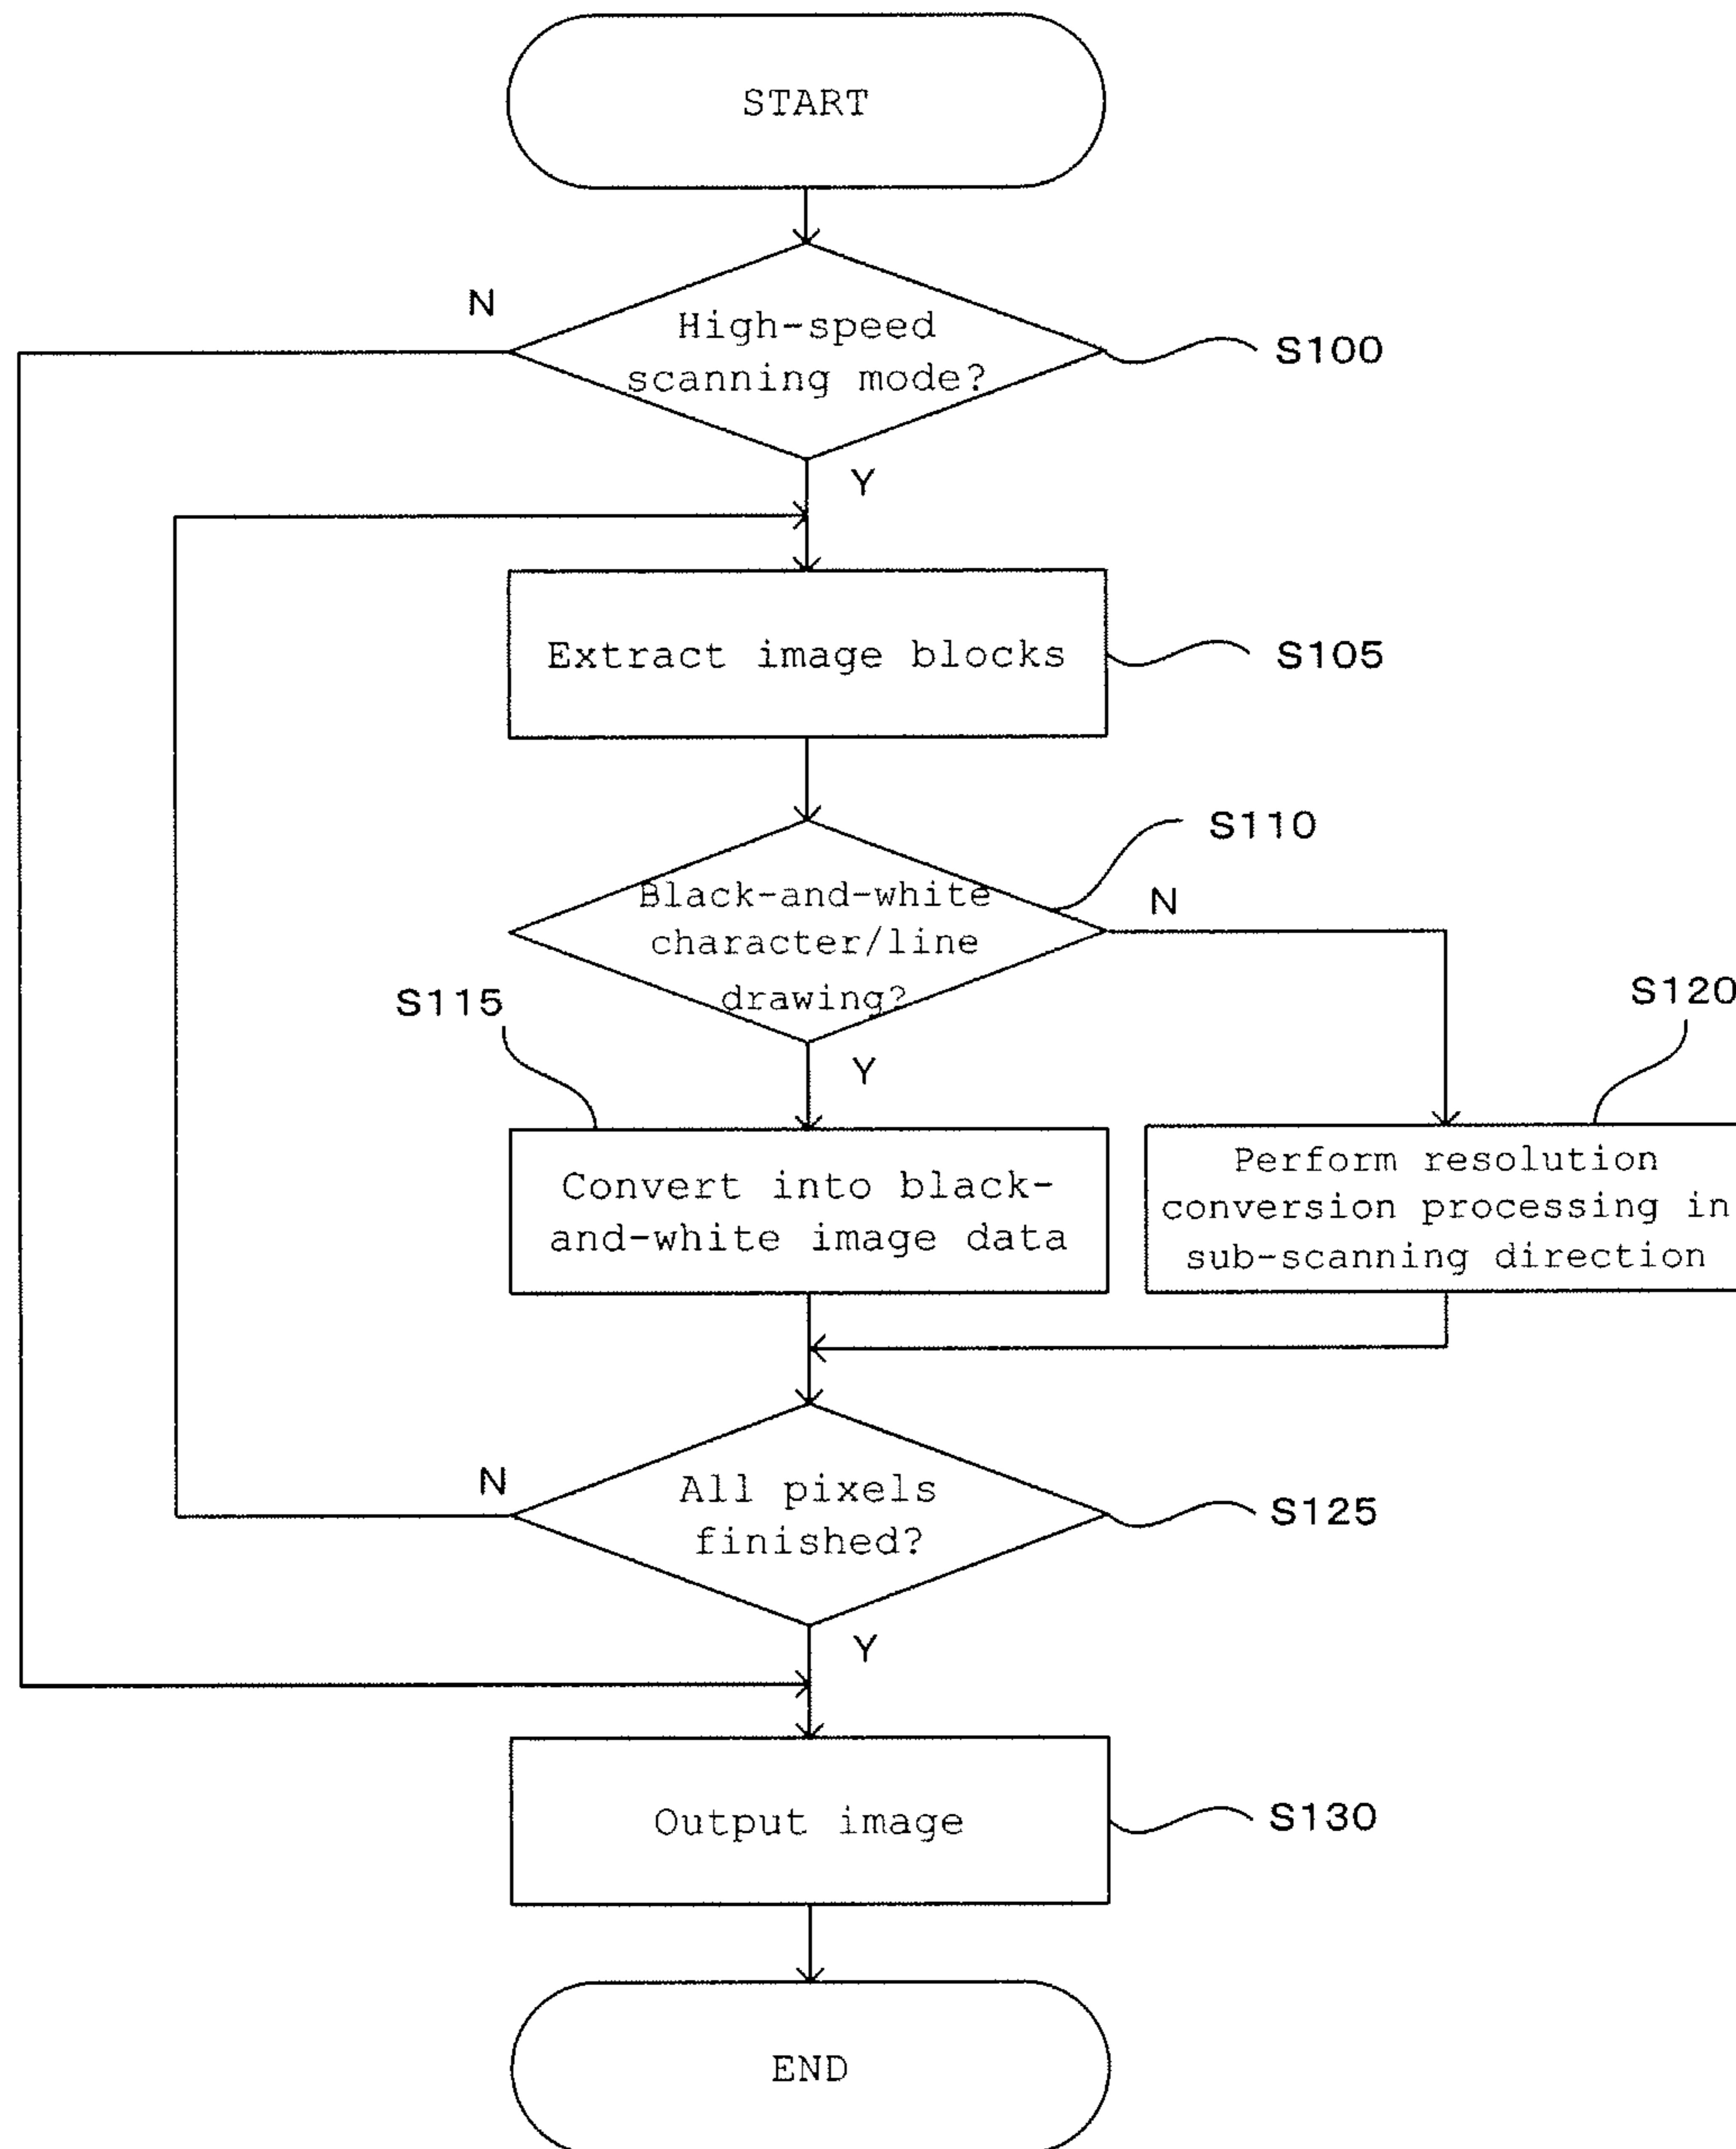 START
N
High-speed
scanning mode?
S100
Y
Extract image blocks
S105
S110
Black-and-white
character/line
drawing?
N
S115
S120
Y
Convert into black-
and-white image data
Perform resolution
conversion processing in
sub-scanning direction
N
All pixels
finished?
S125
Y
Output image
S130
END